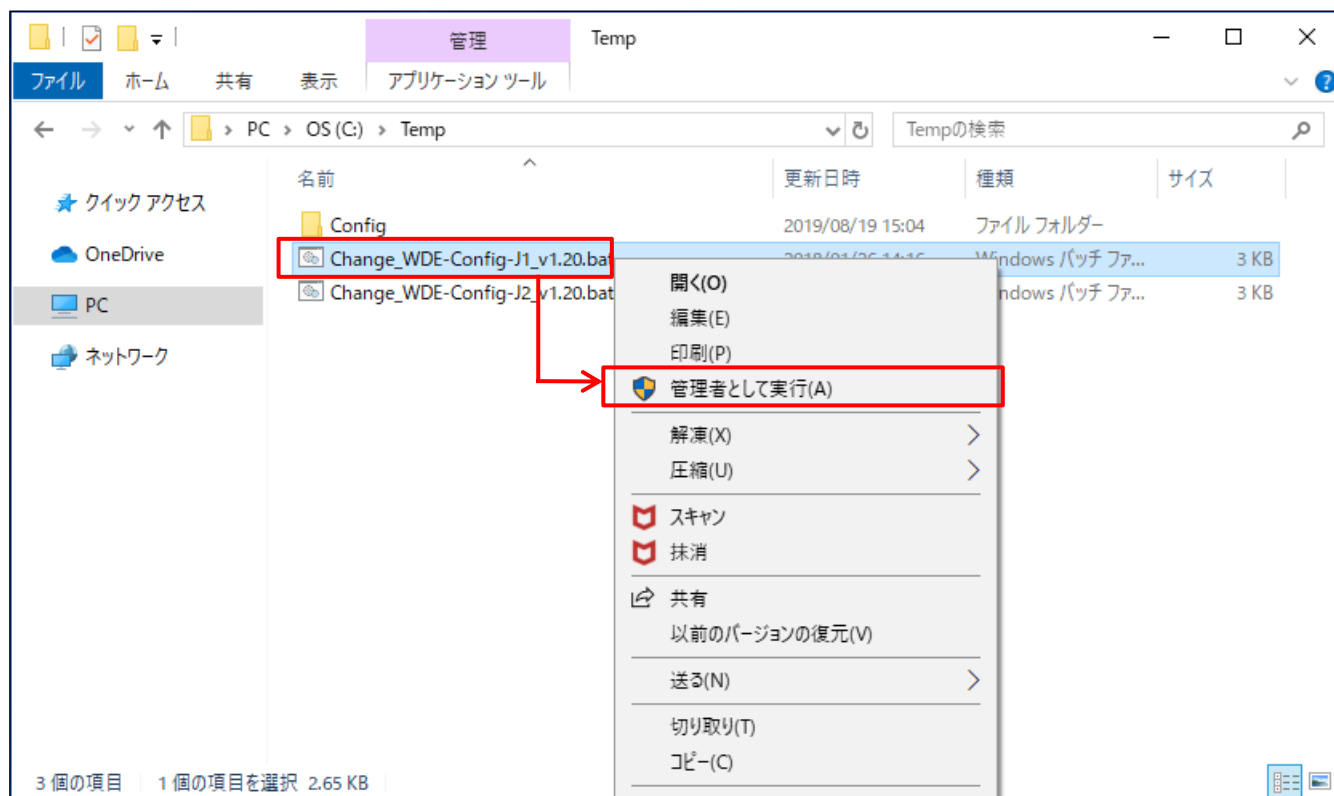 管理 Temp
ファイル ホーム 共有 表示 アプリケーション ツール
PC > OS (C:) > Temp Tempの検索
名前 更新日時 種類 サイズ
クイック アクセス
OneDrive
PC
ネットワーク
Config 2019/08/19 15:04 ファイル フォルダー
Change_WDE-Config-J1_v1.20.bat Windows バッチ ファ... 3 KB
Change_WDE-Config-J2_v1.20.bat ndows バッチ ファ... 3 KB
開く(O)
編集(E)
印刷(P)
管理者として実行(A)
解凍(X)
圧縮(U)
スキャン
抹消
共有
以前のバージョンの復元(V)
送る(N)
切り取り(T)
コピー(C)
3 個の項目 1 個の項目を選択 2.65 KB